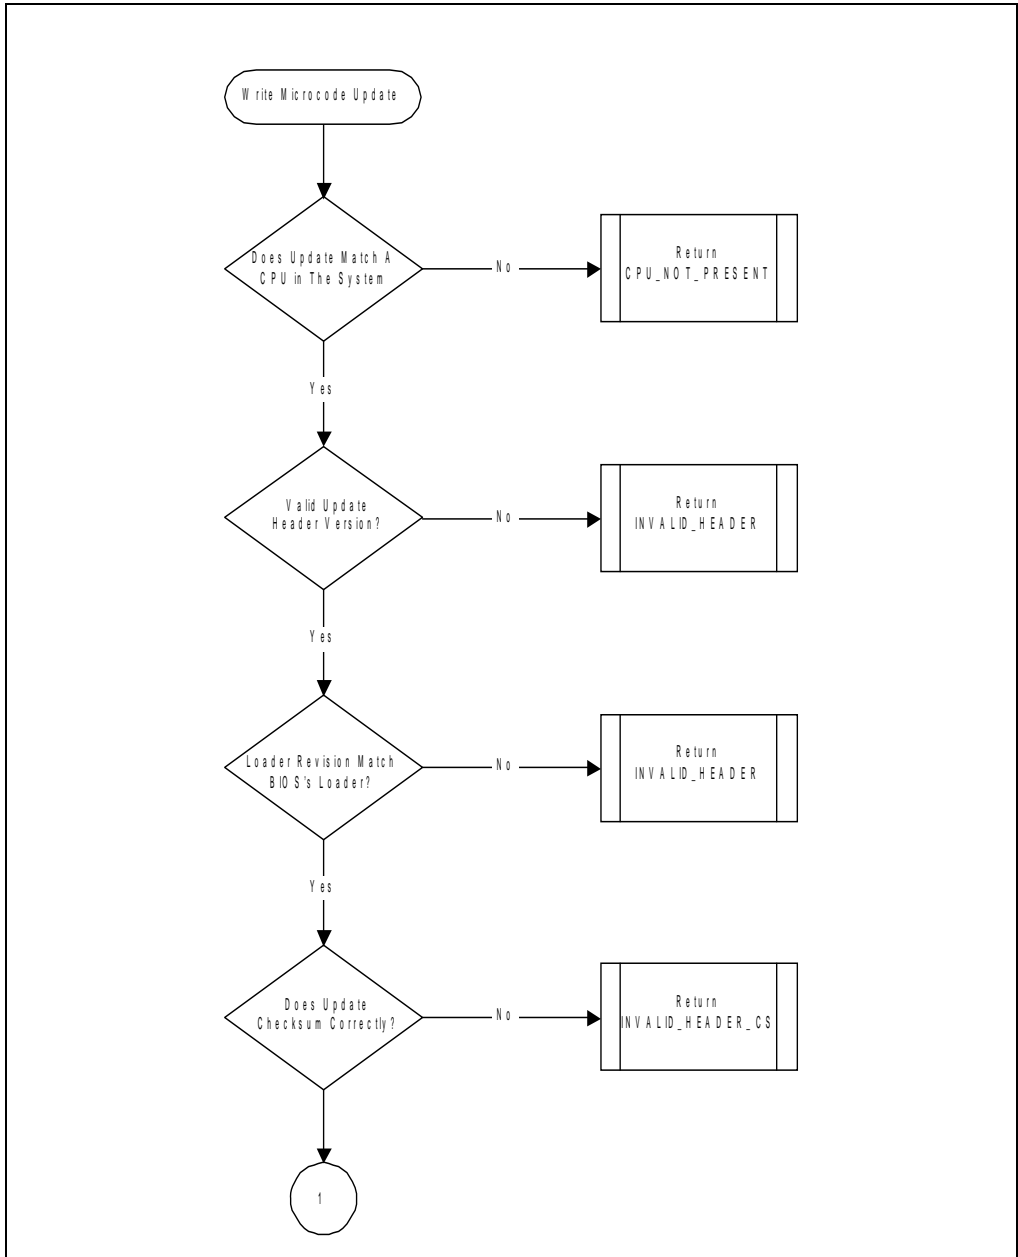 Write Microcode Update
Does Update Match A
CPU in The System
No
Return
CPU_NOT_PRESENT
Yes
Valid Update
Header Version?
No
Return
INVALID_HEADER
Yes
Loader Revision Match
BIOS's Loader?
No
Return
INVALID_HEADER
Yes
Does Update
Checksum Correctly?
No
Return
INVALID_HEADER_CS
1